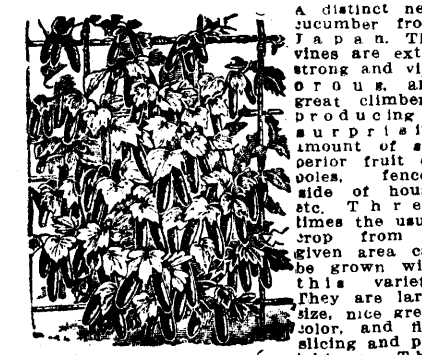 A distinct ne
cucumber fro
Japan. Th
vines are ext
strong and vi
orous, a
great climber
producing
surprisi
amount of s
perior fruit o
poles, fence
side of hous
etc. Thre
times the usu
crop from
given area ca
be grown wi
this variet
They are lar
size, nice gre
color, and fi
slicing and p